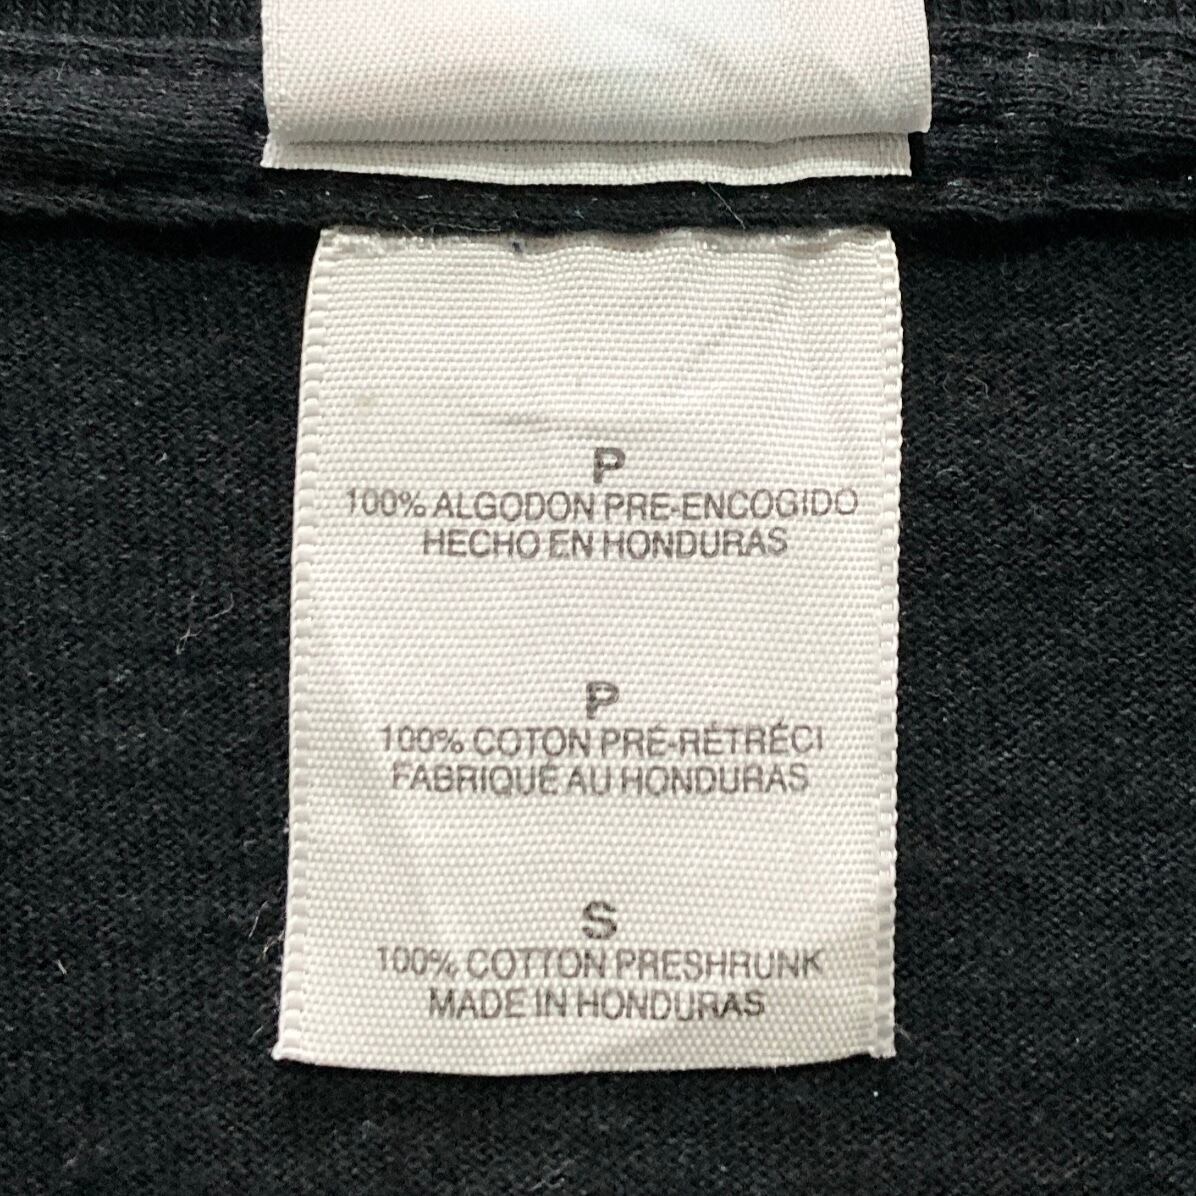 P
100% ALGODON PRE-ENCOGIDO
HECHO EN HONDURAS
P
100% COTON PRÉ-RÉTRÉCI
FABRIQUÉ AU HONDURAS
S
100% COTTON PRESHRUNK
MADE IN HONDURAS